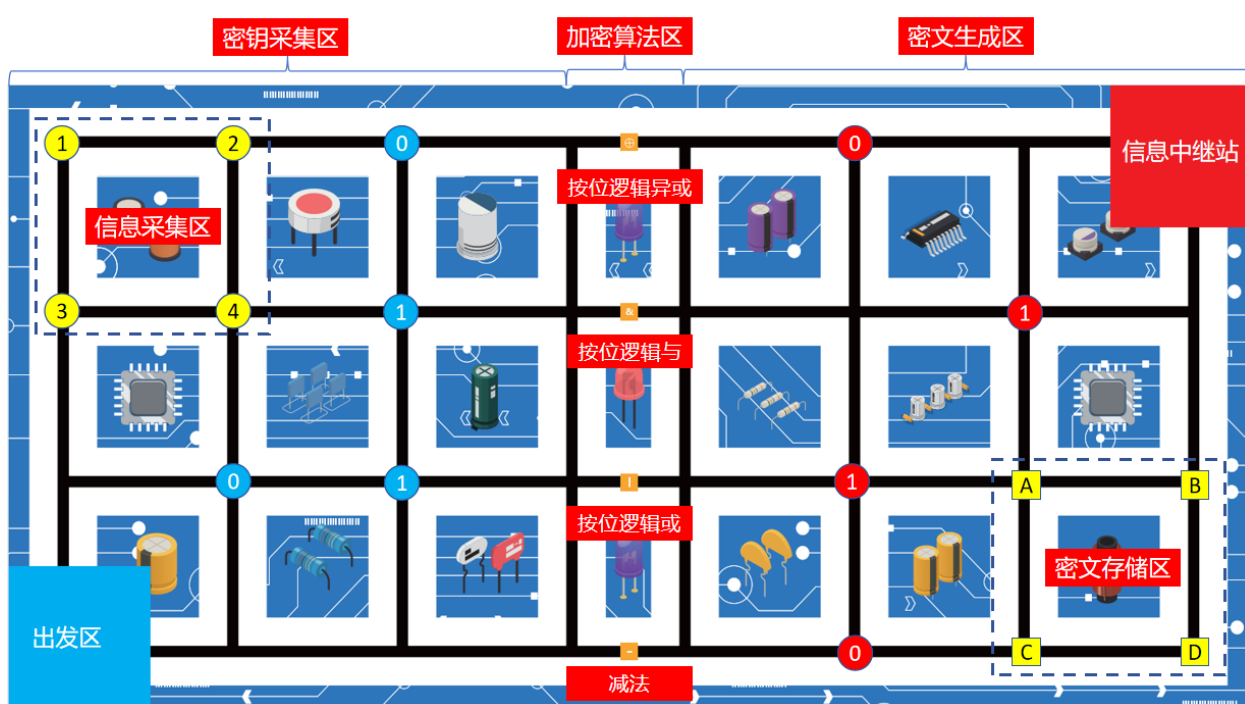 密钥采集区
加密算法区
密文生成区
1
2
0
⊕
0
信息中继站
按位逻辑异或
信息采集区
3
4
1
&
1
按位逻辑与
0
1
|
1
A
B
按位逻辑或
密文存储区
出发区
-
0
C
D
减法